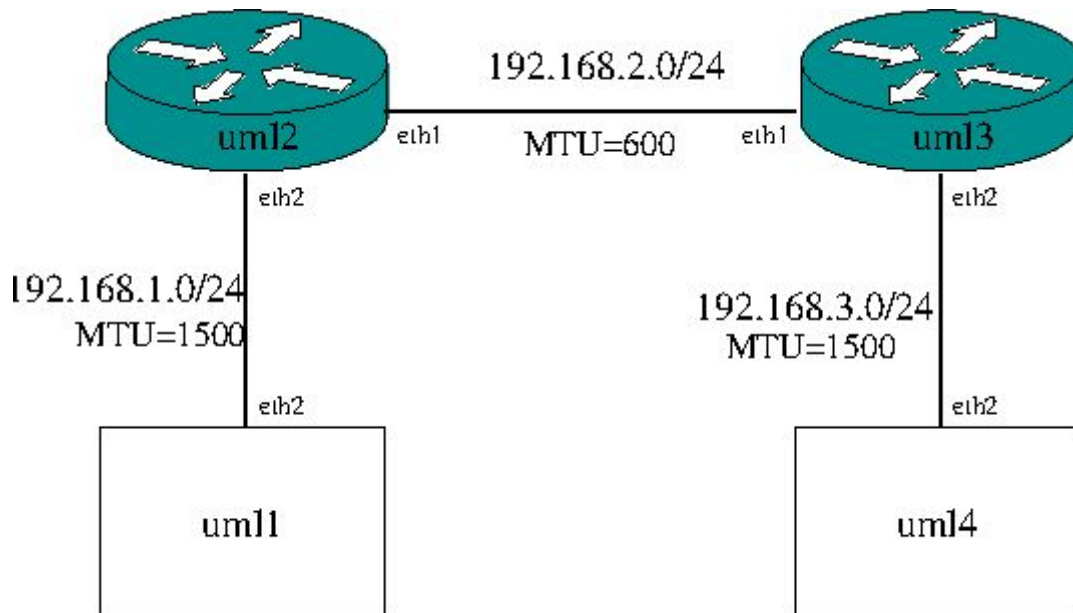 192.168.2.0/24
uml2
eth1
MTU=600
eth1
uml3
eth2
eth2
192.168.1.0/24
MTU=1500
192.168.3.0/24
MTU=1500
eth2
eth2
uml1
uml4